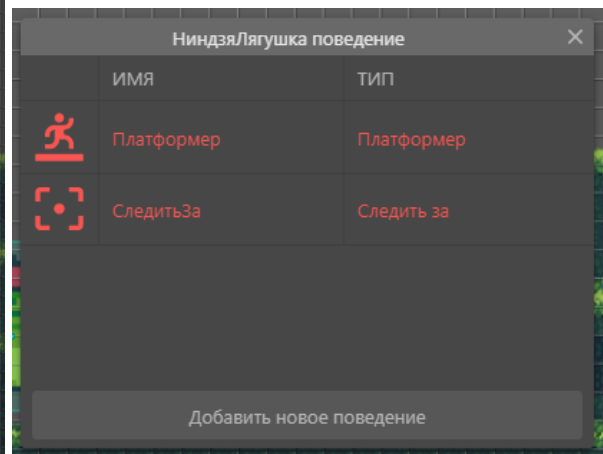 НиндзяЛягушка поведение
ИМЯ ТИП
Платформер Платформер
СледитьЗа Следить за
Добавить новое поведение